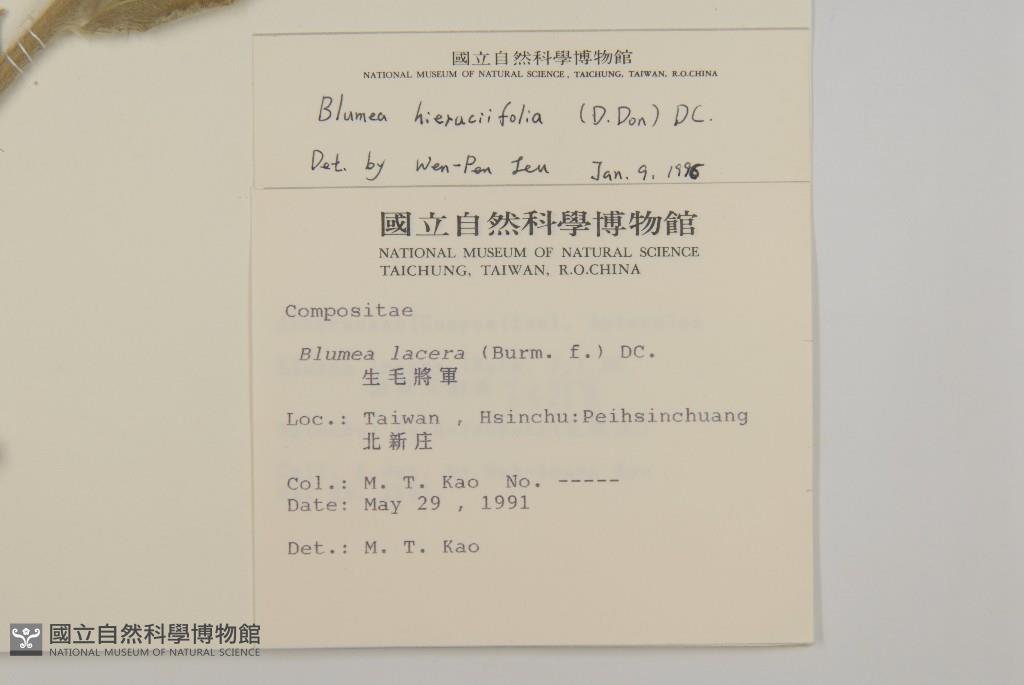 國立自然科學博物館
NATIONAL MUSEUM OF NATURAL SCIENCE, TAICHUNG, TAIWAN, R.O.CHINA
Blumea hieraciifolia (D.Don) DC.
Det. by Wen-Pen Leu Jan. 9, 1996
國立自然科學博物館
NATIONAL MUSEUM OF NATURAL SCIENCE
TAICHUNG, TAIWAN, R.O.CHINA
Compositae
Blumea lacera (Burm. f.) DC.
生毛將軍
Loc.: Taiwan , Hsinchu:Peihsinchuang
北新庄
Col.: M. T. Kao No. -----
Date: May 29 , 1991
Det.: M. T. Kao
國立自然科學博物館
NATIONAL MUSEUM OF NATURAL SCIENCE